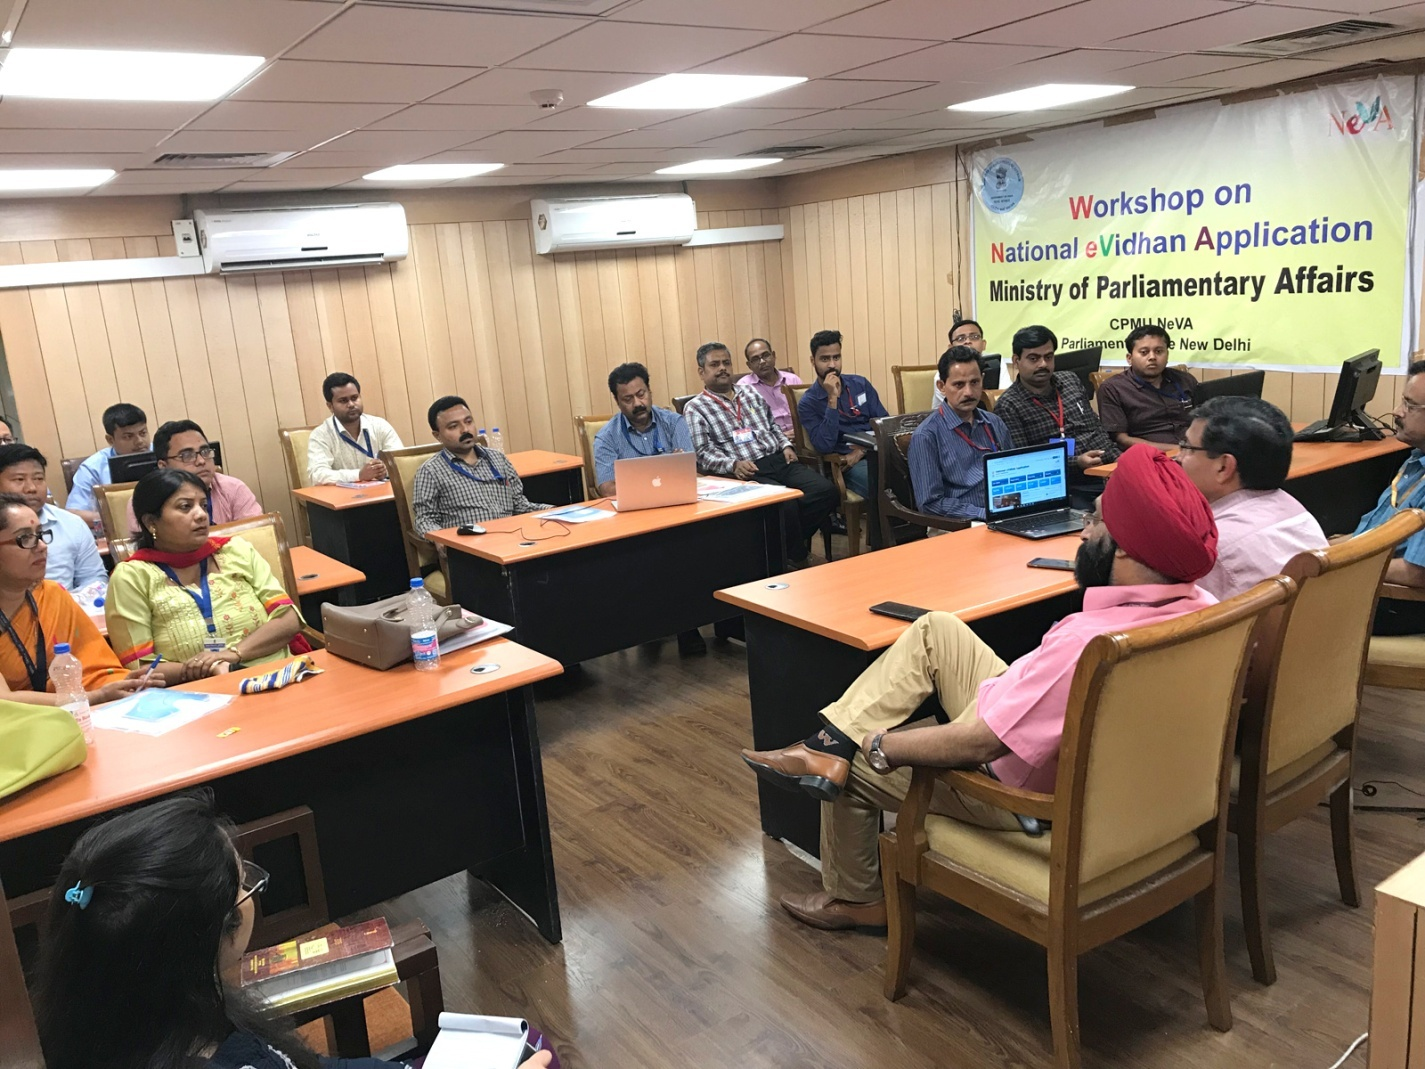 NeVA
Workshop on
National eVidhan Application
Ministry of Parliamentary Affairs
CPMU NeVA
Parliament New Delhi